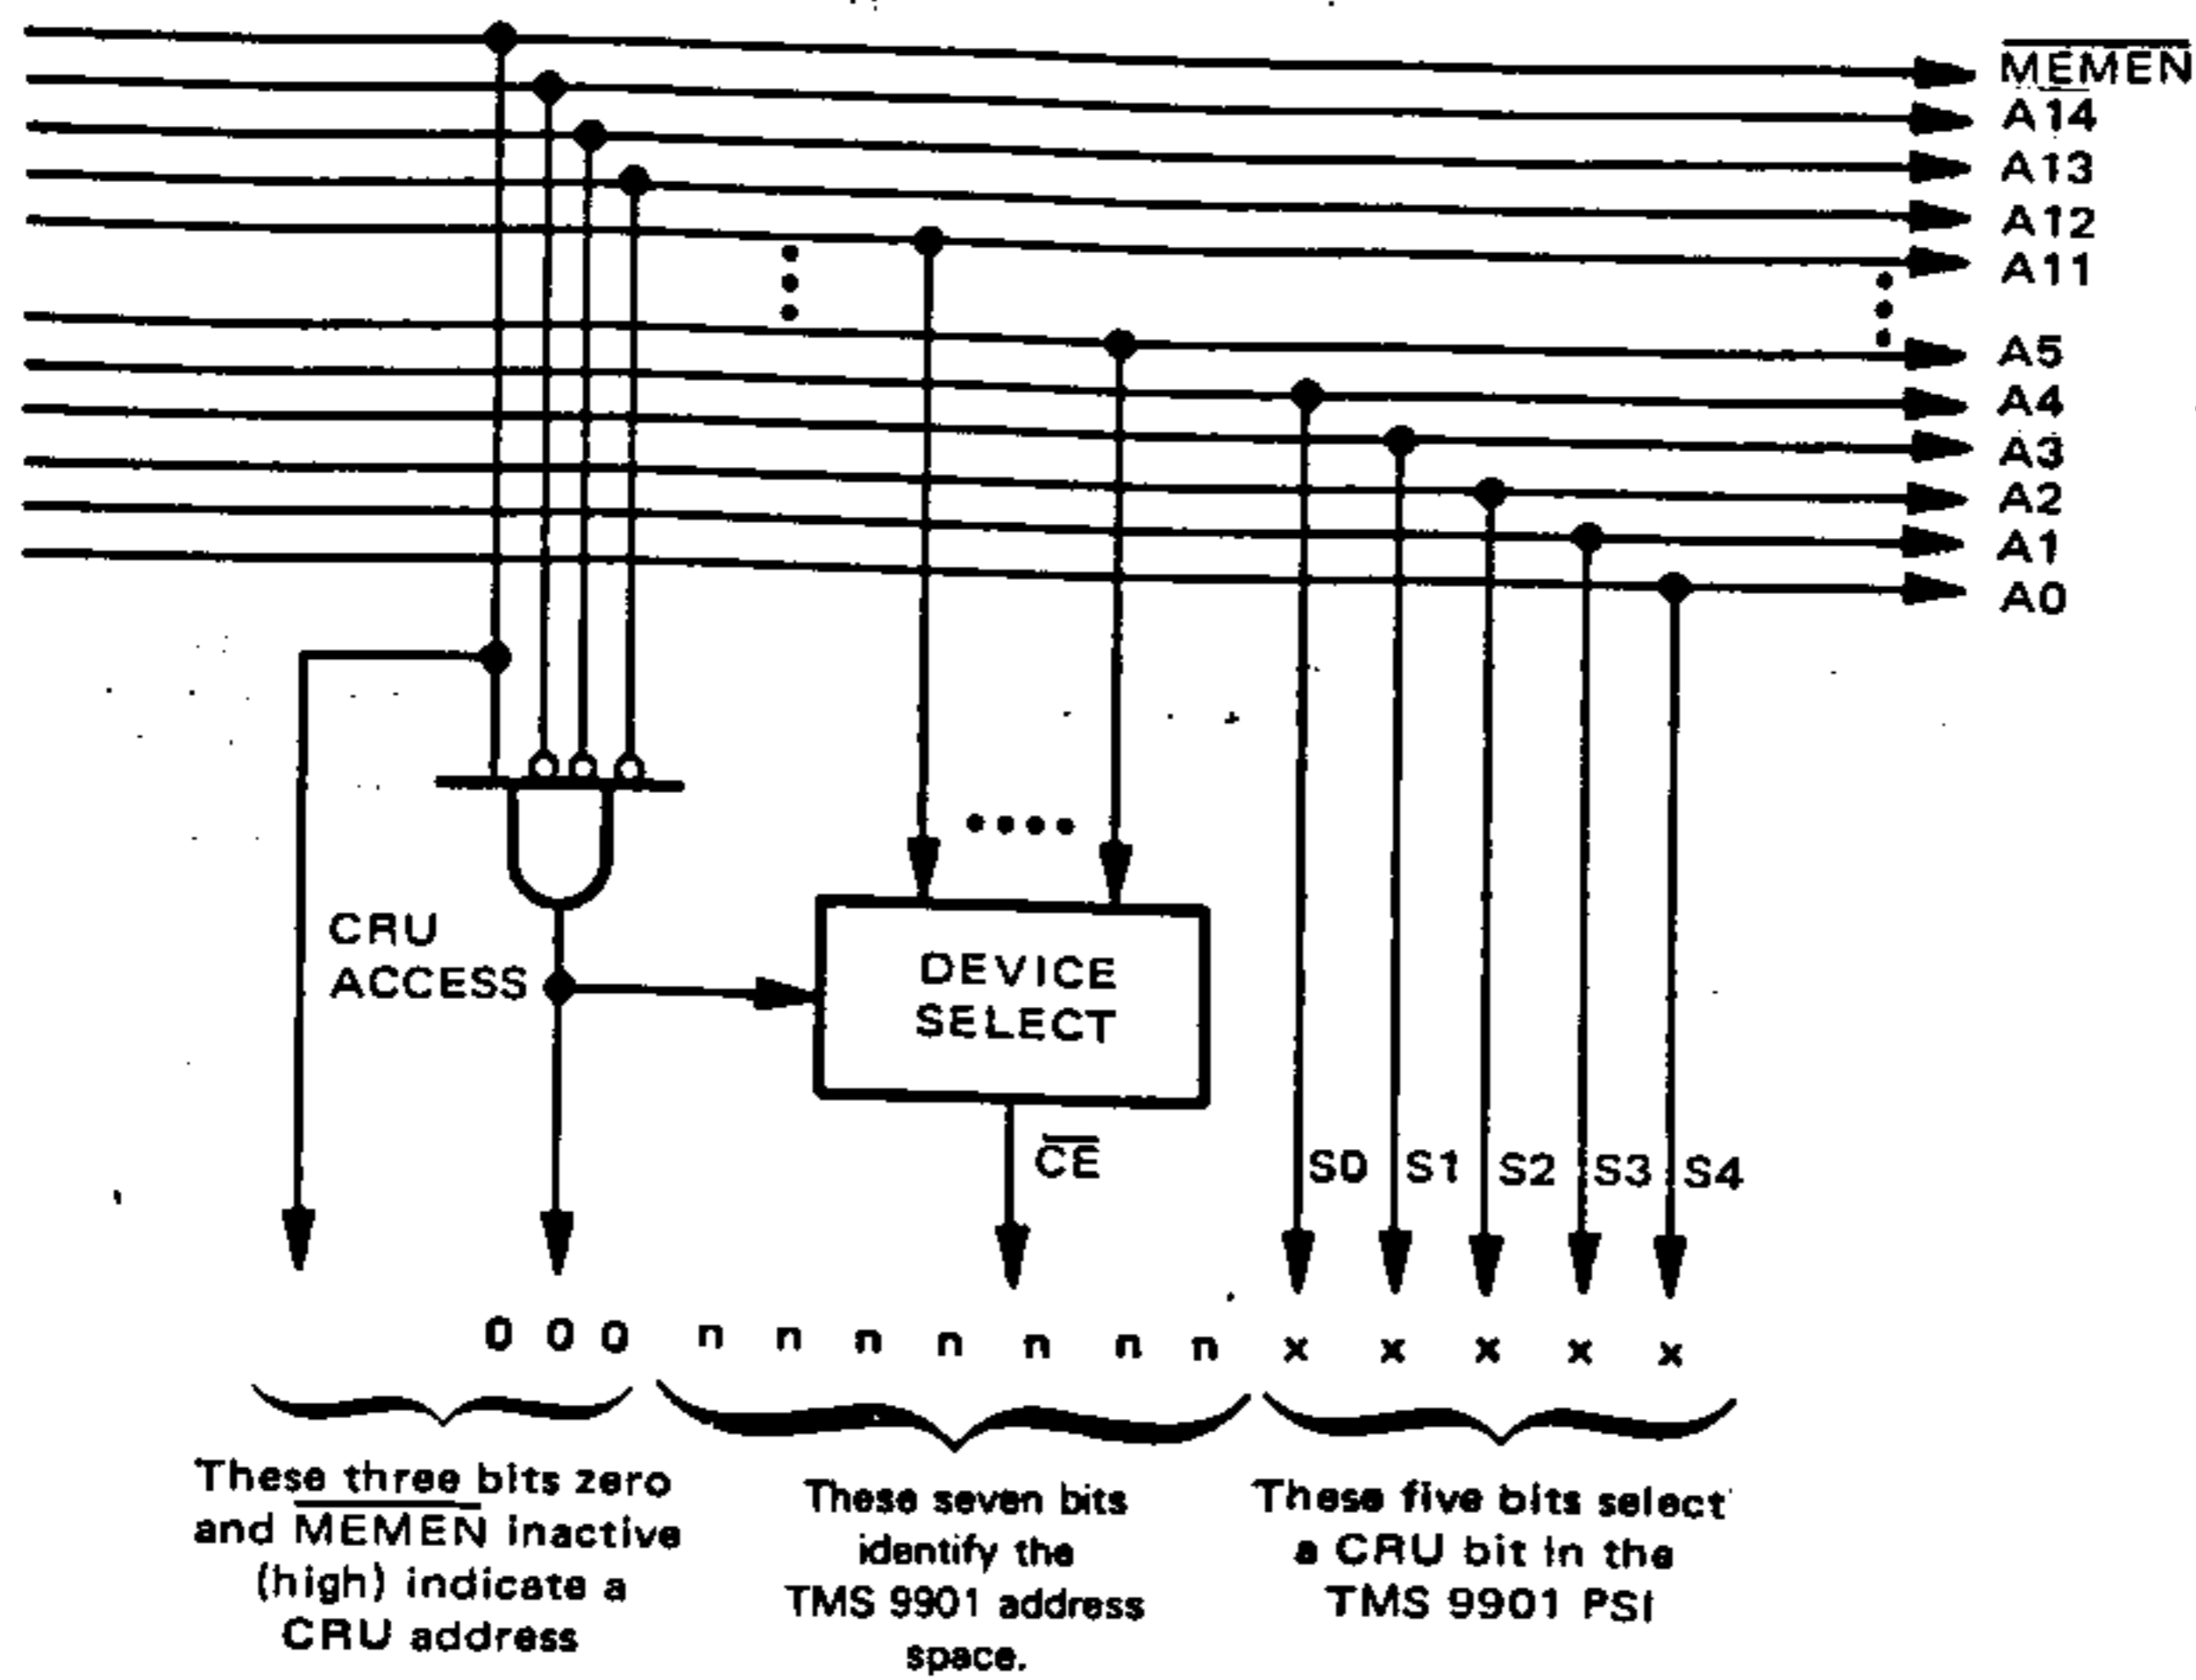 MEMEN
A14
A13
A12
A11
A5
A4
A3
A2
A1
A0
CRU
ACCESS
DEVICE
SELECT
CE
S0 S1 S2 S3 S4
0 0 0 n n n n n n n x x x x x
These three bits zero
and MEMEN inactive
(high) indicate a
CRU address
These seven bits
identify the
TMS 9901 address
space.
These five bits select
a CRU bit in the
TMS 9901 PSI